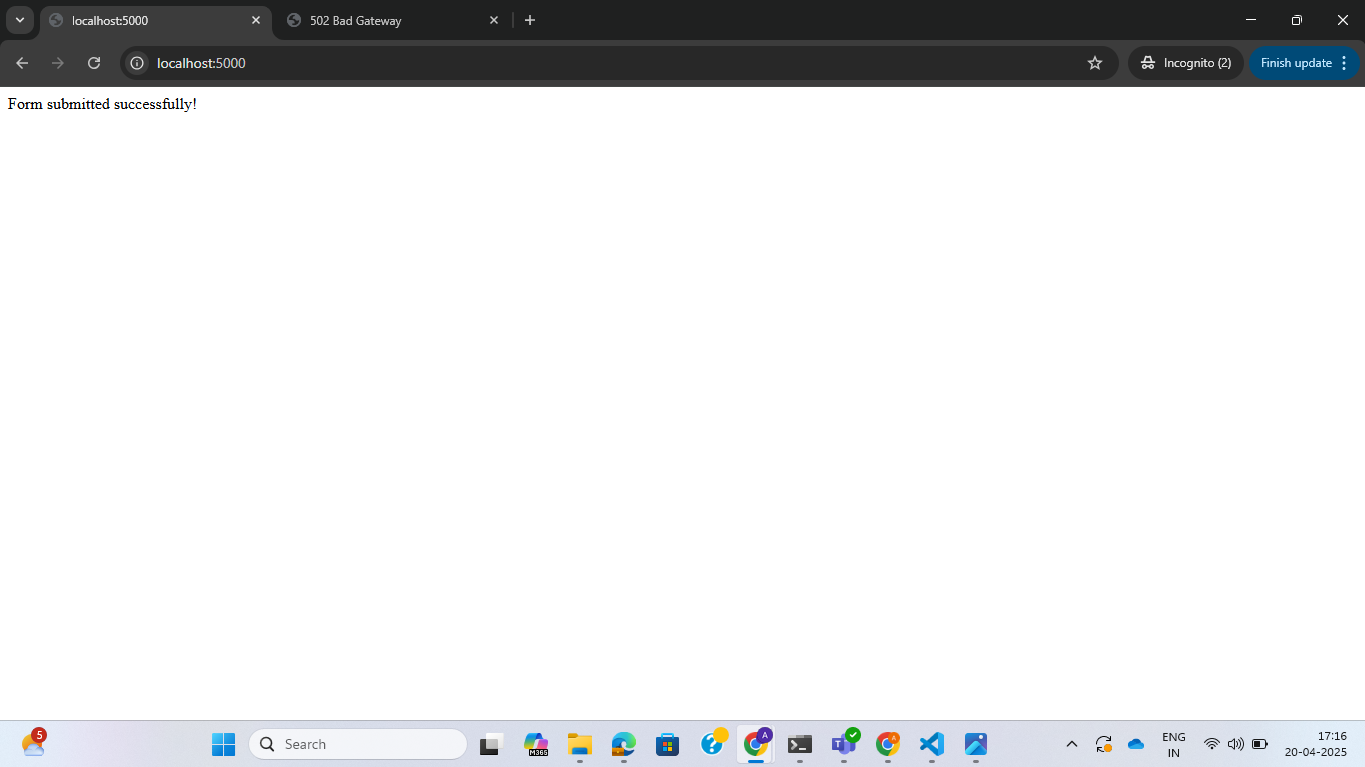 localhost:5000
502 Bad Gateway
localhost:5000
Incognito (2)
Finish update
Form submitted successfully!
5
Search
M365
A
T
A
ENG
IN
17:16
20-04-2025